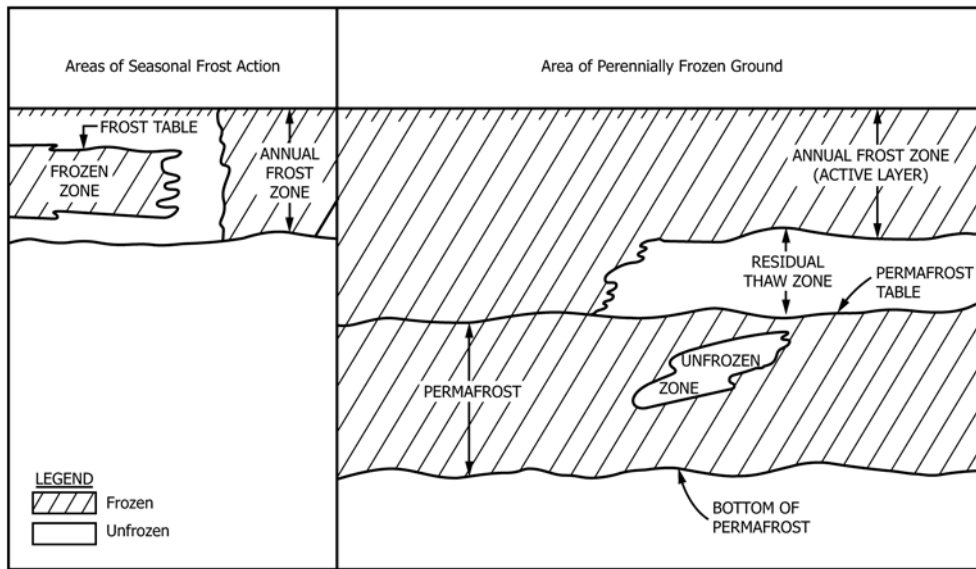 Areas of Seasonal Frost Action
Area of Perennially Frozen Ground
FROST TABLE
FROZEN
ZONE
ANNUAL
FROST
ZONE
ANNUAL FROST ZONE
(ACTIVE LAYER)
RESIDUAL
THAW ZONE
PERMAFROST
TABLE
UNFROZEN
ZONE
PERMAFROST
LEGEND
Frozen
Unfrozen
BOTTOM OF
PERMAFROST